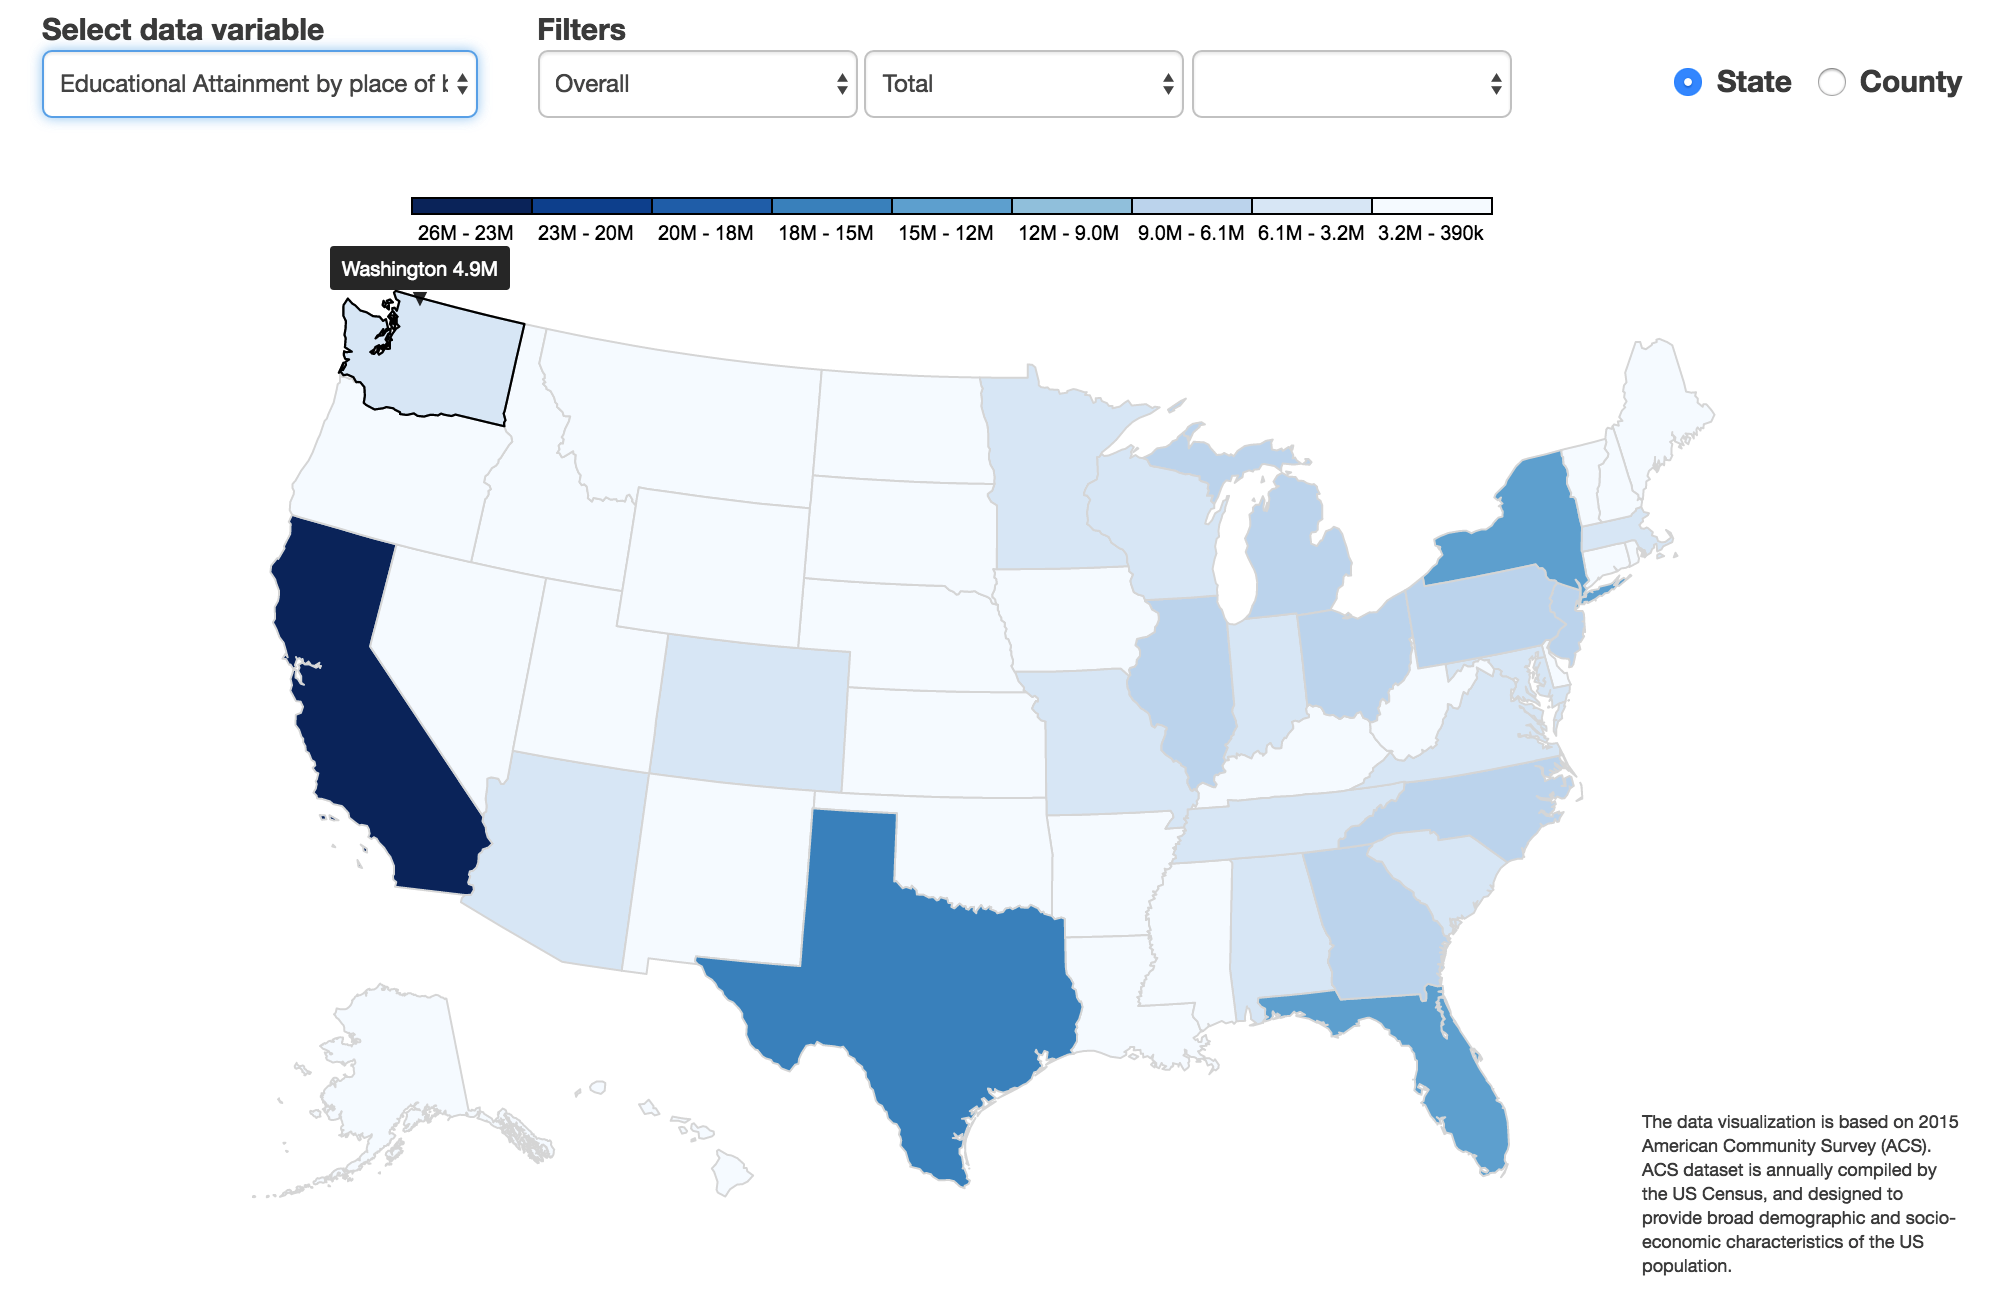 Select data variable
Filters
Educational Attainment by place of b
Overall
Total
State
County
26M - 23M
23M - 20M
20M - 18M
18M - 15M
15M - 12M
12M - 9.0M
9.0M - 6.1M
6.1M - 3.2M
3.2M - 390k
Washington 4.9M
The data visualization is based on 2015
American Community Survey (ACS).
ACS dataset is annually compiled by
the US Census, and designed to
provide broad demographic and socio-
economic characteristics of the US
population.